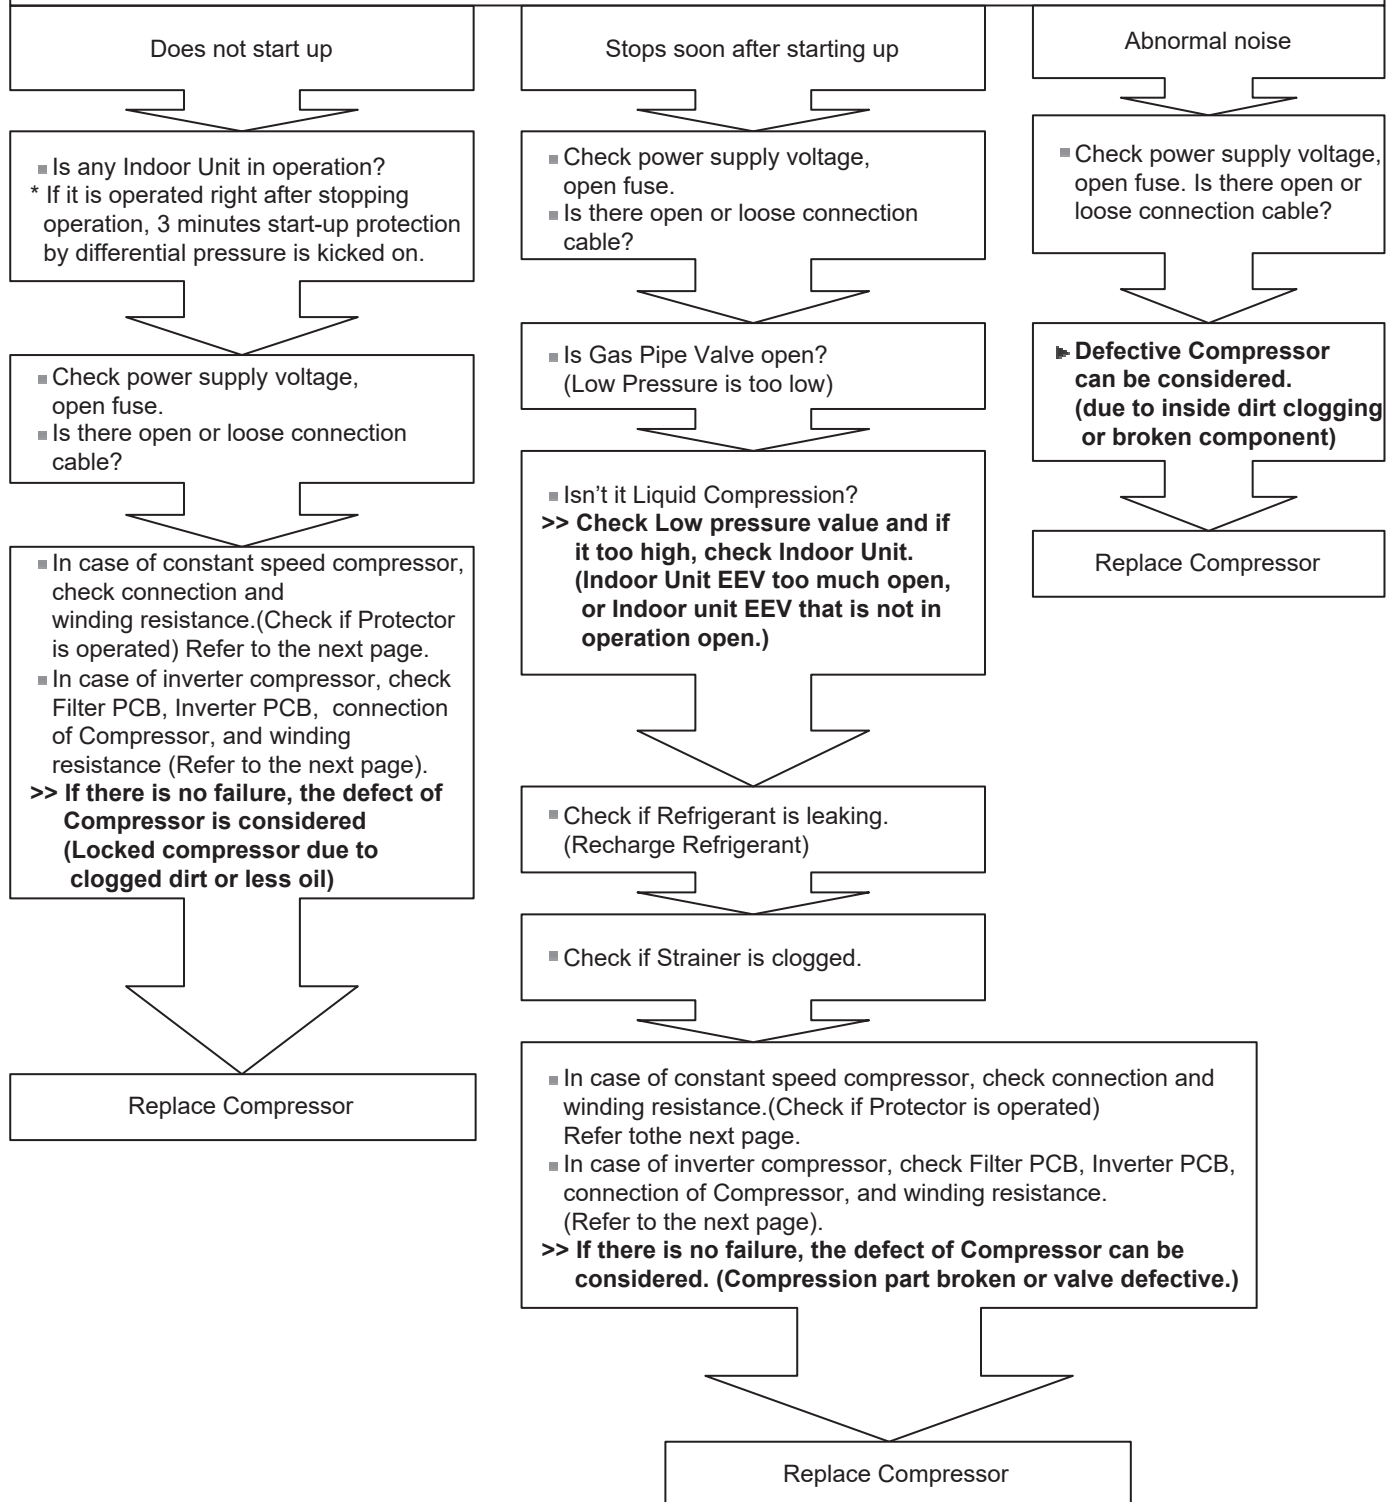 Does not start up
Is any Indoor Unit in operation?
* If it is operated right after stopping
operation, 3 minutes start-up protection
by differential pressure is kicked on.
Check power supply voltage,
open fuse.
Is there open or loose connection
cable?
In case of constant speed compressor,
check connection and
winding resistance.(Check if Protector
is operated) Refer to the next page.
In case of inverter compressor, check
Filter PCB, Inverter PCB, connection
of Compressor, and winding
resistance (Refer to the next page).
>> If there is no failure, the defect of
Compressor is considered
(Locked compressor due to
clogged dirt or less oil)
Replace Compressor
Stops soon after starting up
Check power supply voltage,
open fuse.
Is there open or loose connection
cable?
Is Gas Pipe Valve open?
(Low Pressure is too low)
Isn’t it Liquid Compression?
>> Check Low pressure value and if
it too high, check Indoor Unit.
(Indoor Unit EEV too much open,
or Indoor unit EEV that is not in
operation open.)
Check if Refrigerant is leaking.
(Recharge Refrigerant)
Check if Strainer is clogged.
In case of constant speed compressor, check connection and
winding resistance.(Check if Protector is operated)
Refer tothe next page.
In case of inverter compressor, check Filter PCB, Inverter PCB,
connection of Compressor, and winding resistance.
(Refer to the next page).
>> If there is no failure, the defect of Compressor can be
considered. (Compression part broken or valve defective.)
Replace Compressor
Abnormal noise
Check power supply voltage,
open fuse. Is there open or
loose connection cable?
Defective Compressor
can be considered.
(due to inside dirt clogging
or broken component)
Replace Compressor